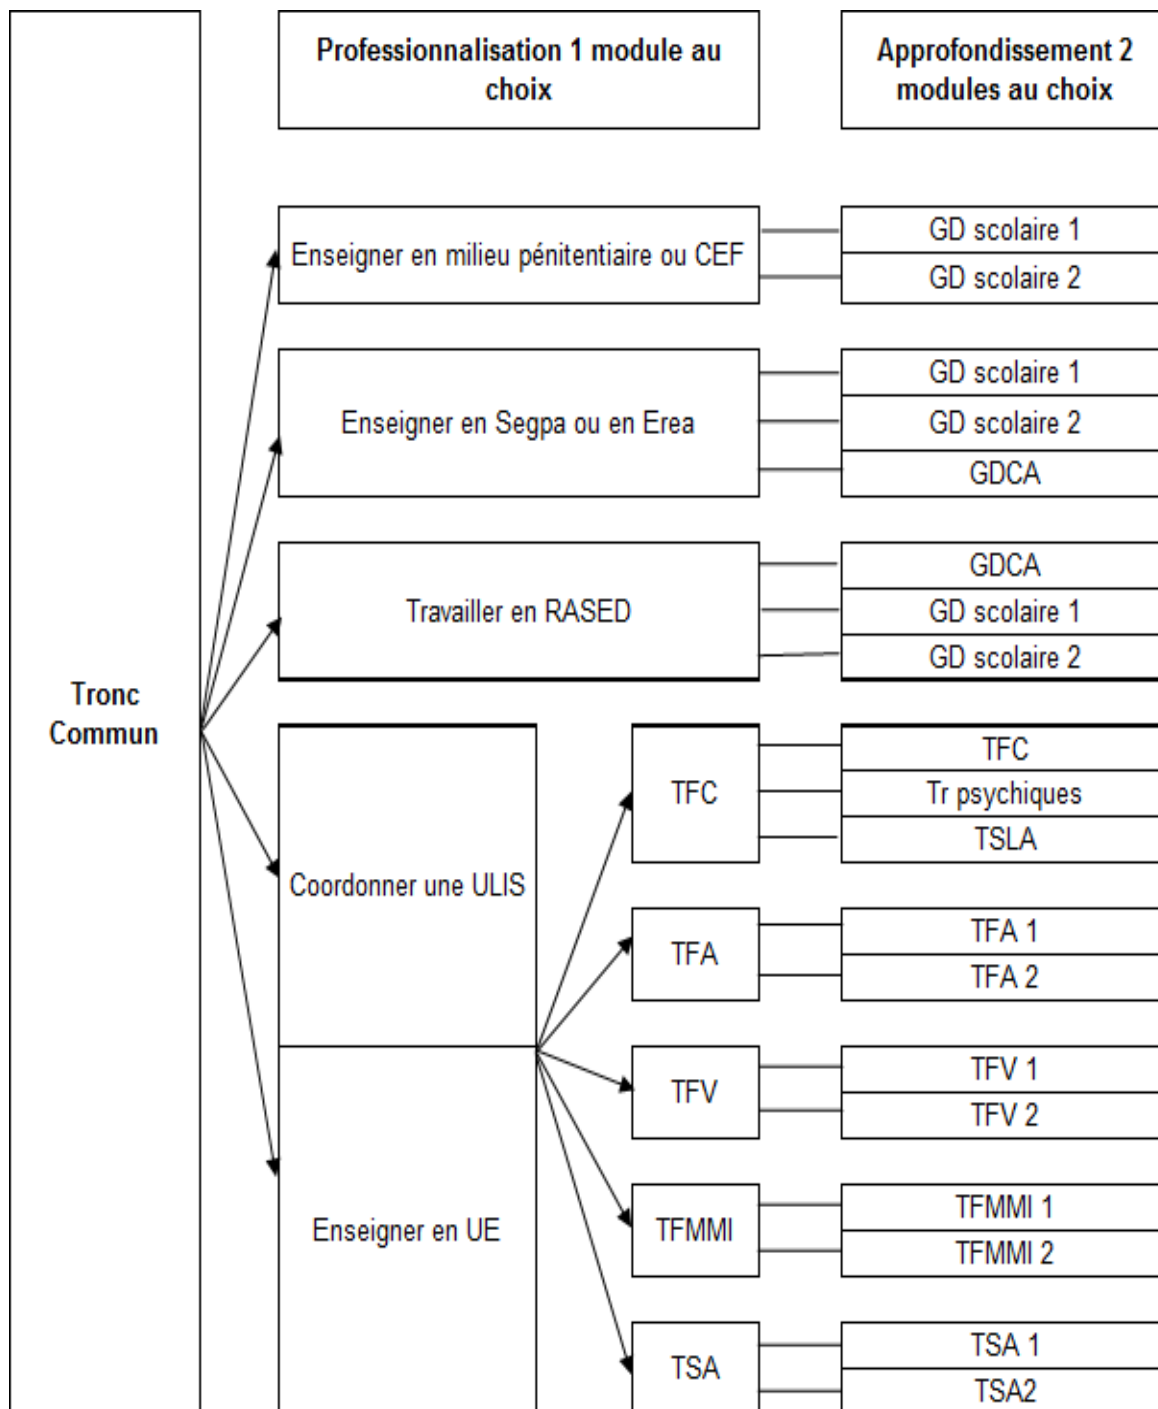 Professionnalisation 1 module au
choix
Approfondissement 2
modules au choix
Tronc
Commun
Enseigner en milieu pénitentiaire ou CEF
GD scolaire 1
GD scolaire 2
Enseigner en Segpa ou en Erea
GD scolaire 1
GD scolaire 2
GDCA
Travailler en RASED
GDCA
GD scolaire 1
GD scolaire 2
Coordonner une ULIS
Enseigner en UE
TFC
TFC
Tr psychiques
TSLA
TFA
TFA 1
TFA 2
TFV
TFV 1
TFV 2
TFMMI
TFMMI 1
TFMMI 2
TSA
TSA 1
TSA2